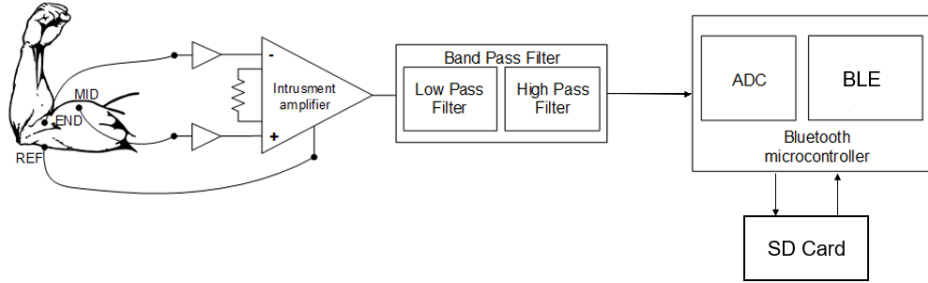 MID
END
REF
-
+
Intrusment
amplifier
Band Pass Filter
Low Pass
Filter
High Pass
Filter
ADC
BLE
Bluetooth
microcontroller
SD Card